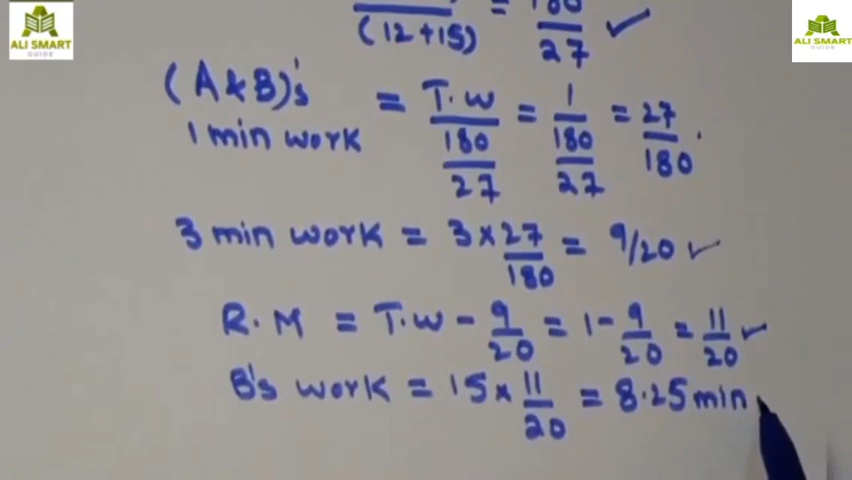 ALI SMART
GUIDE
ALI SMART
GUIDE
(12+15) = 180/27 ✓
(A & B)'s
1 min work = T.W/(180/27) = 1/(180/27) = 27/180.
3 min work = 3 × 27/180 = 9/20 ✓
R.M = T.W - 9/20 = 1 - 9/20 = 11/20 ✓
B's work = 15 × 11/20 = 8.25 min